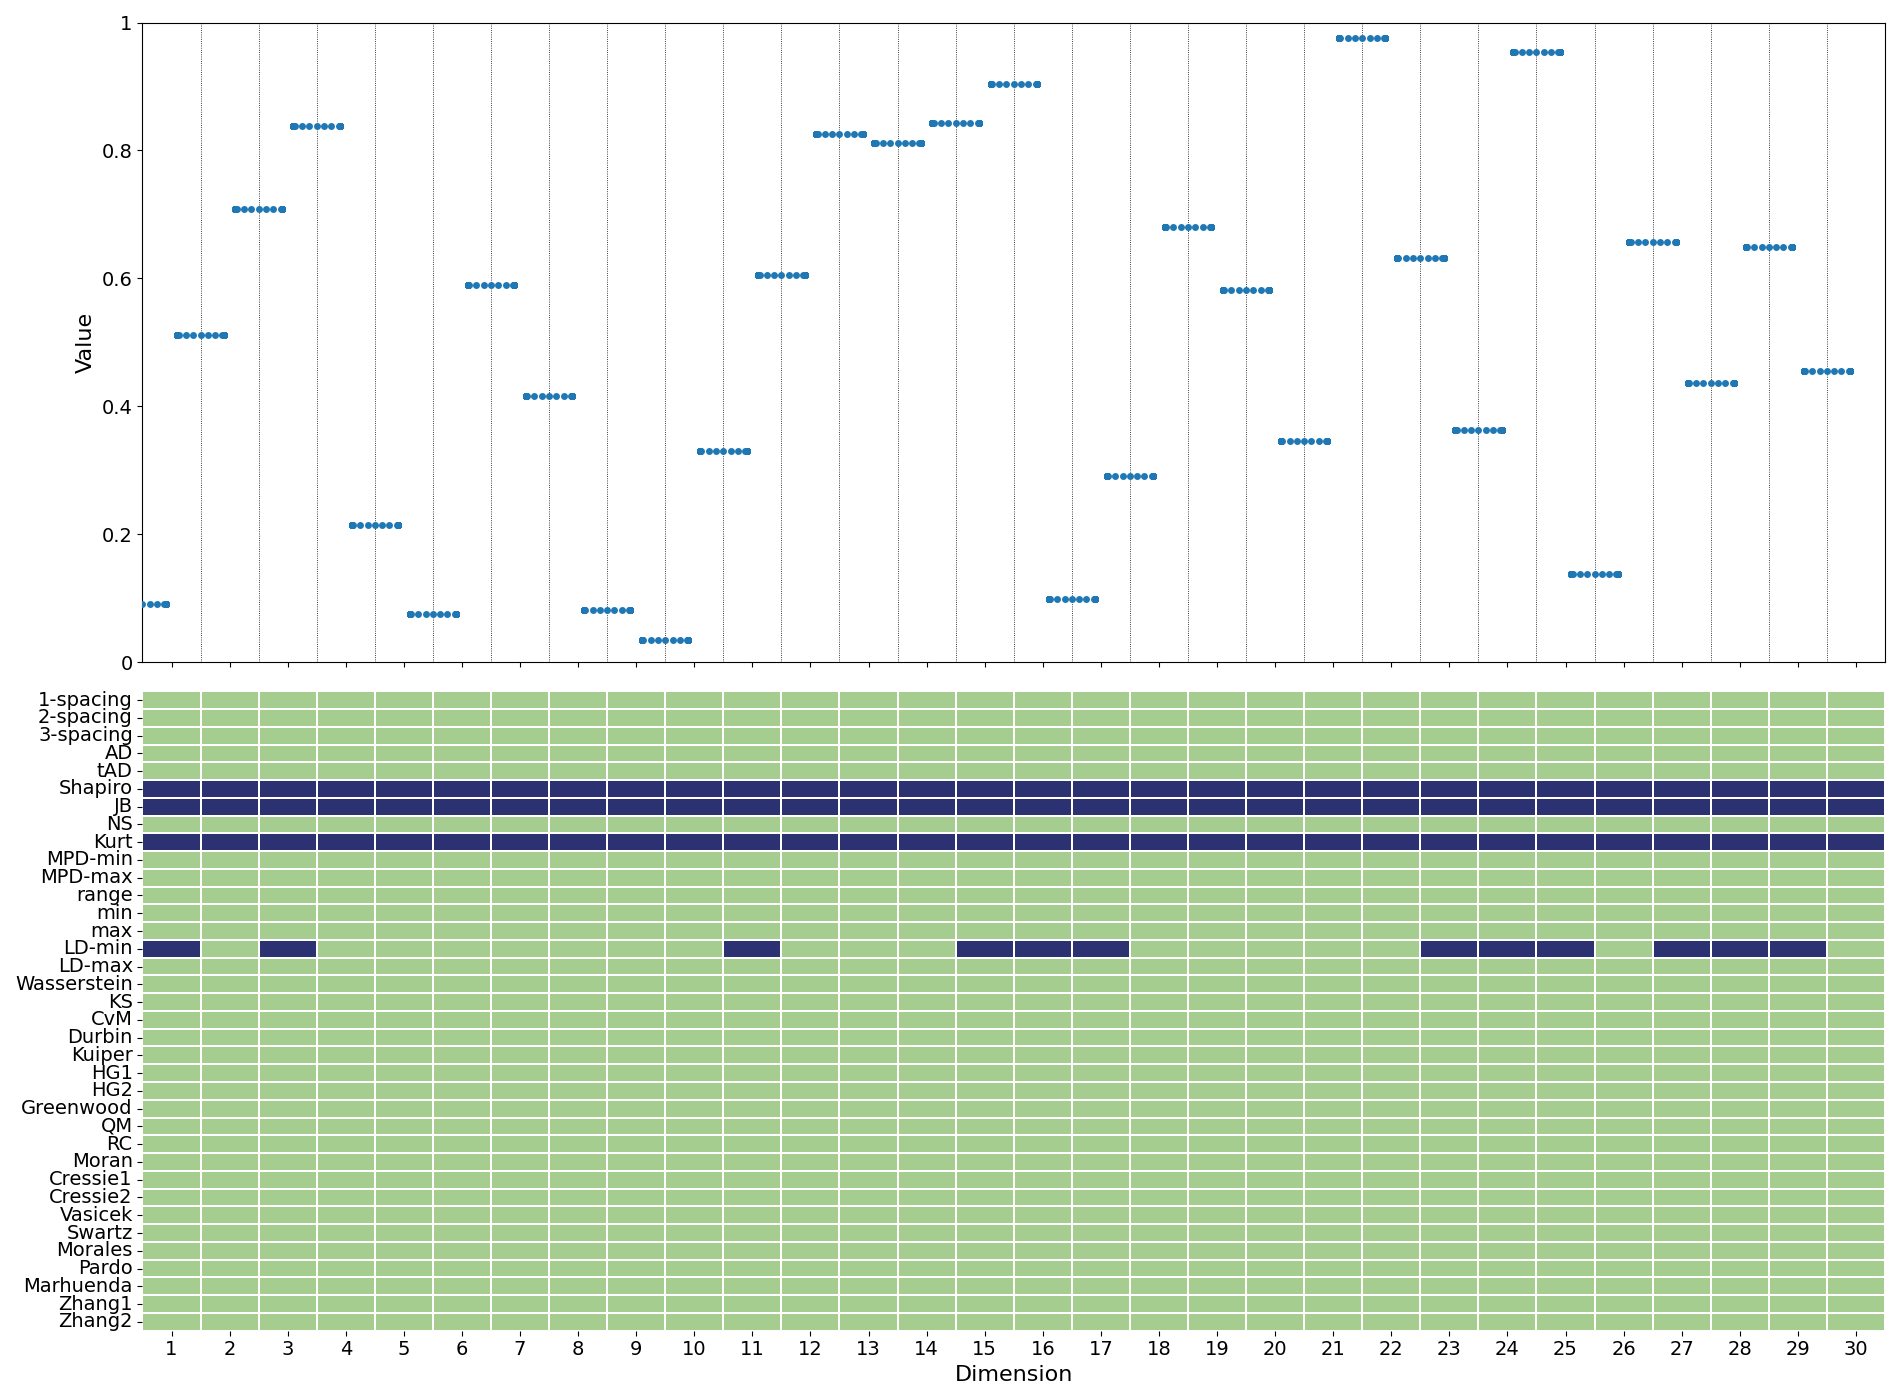 1
0.8
0.6
0.4
0.2
0
Value
1-spacing
2-spacing
3-spacing
AD
tAD
Shapiro
JB
NS
Kurt
MPD-min
MPD-max
range
min
max
LD-min
LD-max
Wasserstein
KS
CvM
Durbin
Kuiper
HG1
HG2
Greenwood
QM
RC
Moran
Cressie1
Cressie2
Vasicek
Swartz
Morales
Pardo
Marhuenda
Zhang1
Zhang2
1 2 3 4 5 6 7 8 9 10 11 12 13 14 15 16 17 18 19 20 21 22 23 24 25 26 27 28 29 30
Dimension